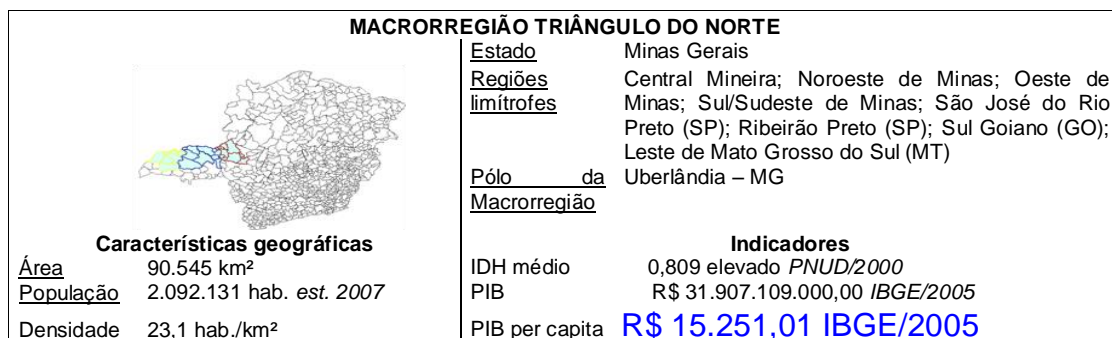 MACRORREGIÃO TRIÂNGULO DO NORTE
Estado Minas Gerais
Regiões Central Mineira; Noroeste de Minas; Oeste de
limítrofes Minas; Sul/Sudeste de Minas; São José do Rio
Preto (SP); Ribeirão Preto (SP); Sul Goiano (GO);
Leste de Mato Grosso do Sul (MT)
Pólo da Uberlândia – MG
Macrorregião
Características geográficas
Área 90.545 km²
População 2.092.131 hab. est. 2007
Densidade 23,1 hab./km²
Indicadores
IDH médio 0,809 elevado PNUD/2000
PIB R$ 31.907.109.000,00 IBGE/2005
PIB per capita R$ 15.251,01 IBGE/2005